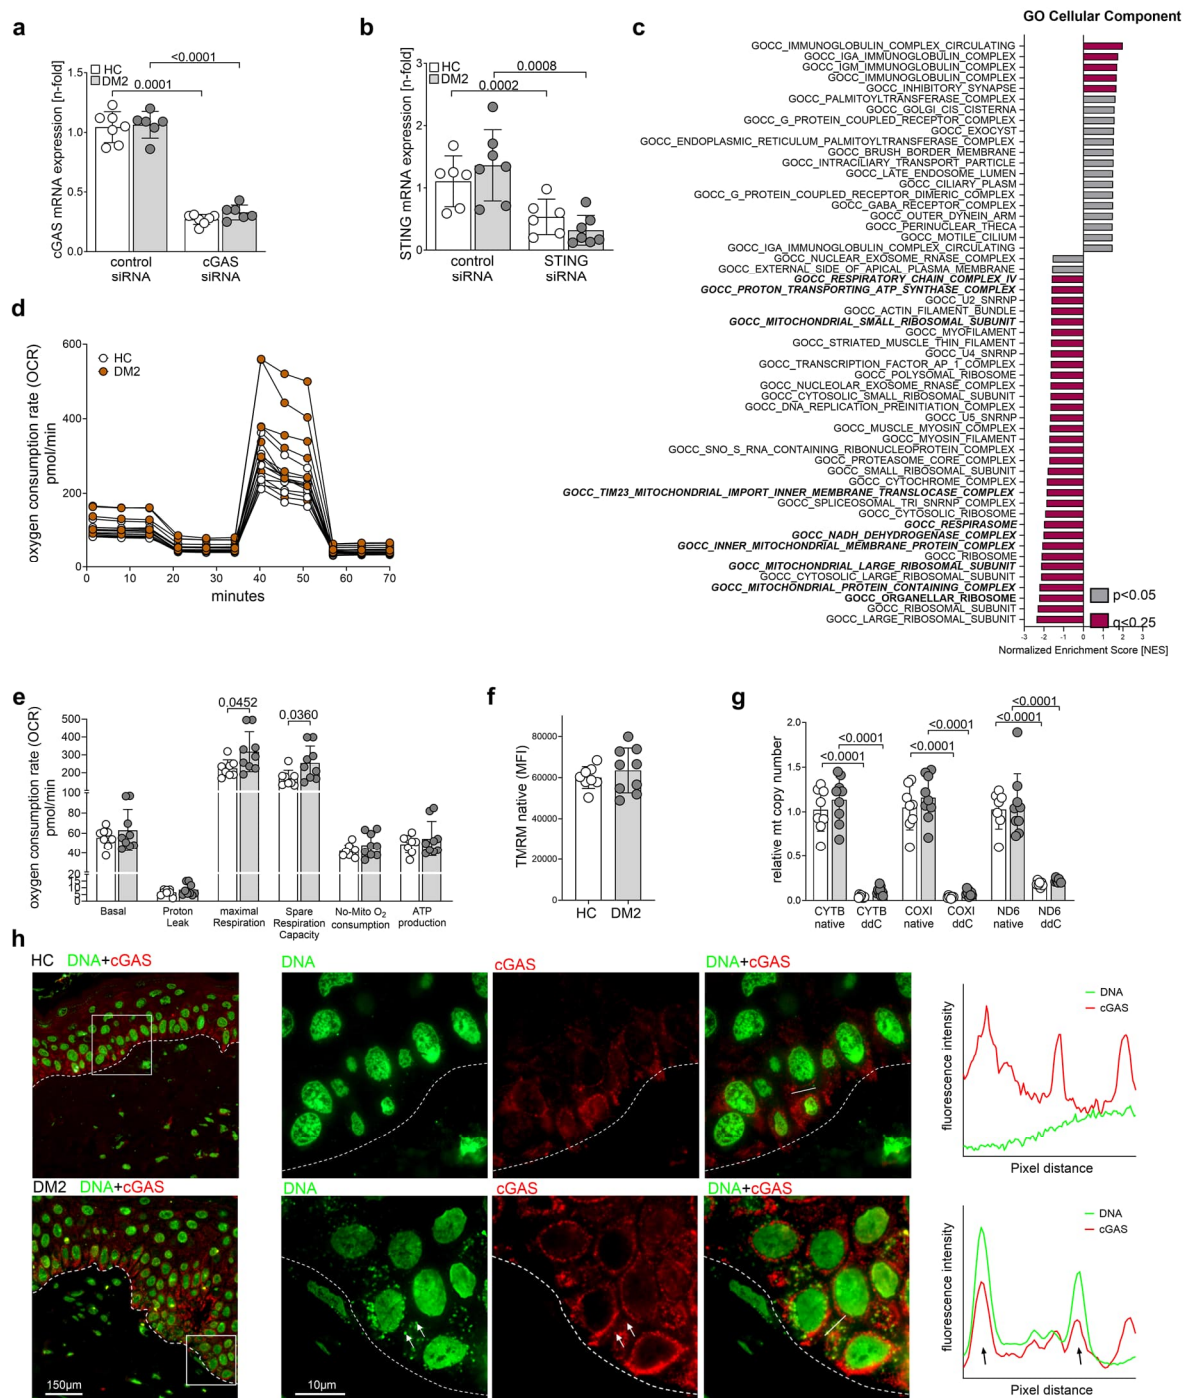 a
cGAS mRNA expression [n-fold]
1.5
1.0
0.5
0.0
HC
DM2
<0.0001
0.0001
control
siRNA
cGAS
siRNA
b
STING mRNA expression [n-fold]
3
2
1
0
HC
DM2
0.0008
0.0002
control
siRNA
STING
siRNA
c
GO Cellular Component
GOCC_IMMUNOGLOBULIN_COMPLEX_CIRCULATING
GOCC_IGA_IMMUNOGLOBULIN_COMPLEX
GOCC_IGM_IMMUNOGLOBULIN_COMPLEX
GOCC_IMMUNOGLOBULIN_COMPLEX
GOCC_INHIBITORY_SYNAPSE
GOCC_PALMITOYLTRANSFERASE_COMPLEX
GOCC_GOLGI_CIS_CISTERNA
GOCC_G_PROTEIN_COUPLED_RECEPTOR_COMPLEX
GOCC_EXOCYST
GOCC_ENDOPLASMIC_RETICULUM_PALMITOYLTRANSFERASE_COMPLEX
GOCC_BRUSH_BORDER_MEMBRANE
GOCC_INTRACILIARY_TRANSPORT_PARTICLE
GOCC_LATE_ENDOSOME_LUMEN
GOCC_CILIARY_PLASM
GOCC_G_PROTEIN_COUPLED_RECEPTOR_DIMERIC_COMPLEX
GOCC_GABA_RECEPTOR_COMPLEX
GOCC_OUTER_DYNEIN_ARM
GOCC_PERINUCLEAR_THECA
GOCC_MOTILE_CILIUM
GOCC_IGA_IMMUNOGLOBULIN_COMPLEX_CIRCULATING
GOCC_NUCLEAR_EXOSOME_RNASE_COMPLEX
GOCC_EXTERNAL_SIDE_OF_APICAL_PLASMA_MEMBRANE
GOCC_RESPIRATORY_CHAIN_COMPLEX_IV
GOCC_PROTON_TRANSPORTING_ATP_SYNTHASE_COMPLEX
GOCC_U2_SNRNP
GOCC_ACTIN_FILAMENT_BUNDLE
GOCC_MITOCHONDRIAL_SMALL_RIBOSOMAL_SUBUNIT
GOCC_MYOFILAMENT
GOCC_STRIATED_MUSCLE_THIN_FILAMENT
GOCC_U4_SNRNP
GOCC_TRANSCRIPTION_FACTOR_AP_1_COMPLEX
GOCC_POLYSOMAL_RIBOSOME
GOCC_NUCLEOLAR_EXOSOME_RNASE_COMPLEX
GOCC_CYTOSOLIC_SMALL_RIBOSOMAL_SUBUNIT
GOCC_DNA_REPLICATION_PREINITIATION_COMPLEX
GOCC_U5_SNRNP
GOCC_MUSCLE_MYOSIN_COMPLEX
GOCC_MYOSIN_FILAMENT
GOCC_SNO_S_RNA_CONTAINING_RIBONUCLEOPROTEIN_COMPLEX
GOCC_PROTEASOME_CORE_COMPLEX
GOCC_SMALL_RIBOSOMAL_SUBUNIT
GOCC_CYTOCHROME_COMPLEX
GOCC_TIM23_MITOCHONDRIAL_IMPORT_INNER_MEMBRANE_TRANSLOCASE_COMPLEX
GOCC_SPLICEOSOMAL_TRI_SNRNP_COMPLEX
GOCC_CYTOSOLIC_RIBOSOME
GOCC_RESPIRASOME
GOCC_NADH_DEHYDROGENASE_COMPLEX
GOCC_INNER_MITOCHONDRIAL_MEMBRANE_PROTEIN_COMPLEX
GOCC_RIBOSOME
GOCC_MITOCHONDRIAL_LARGE_RIBOSOMAL_SUBUNIT
GOCC_CYTOSOLIC_LARGE_RIBOSOMAL_SUBUNIT
GOCC_MITOCHONDRIAL_PROTEIN_CONTAINING_COMPLEX
GOCC_ORGANELLAR_RIBOSOME
GOCC_RIBOSOMAL_SUBUNIT
GOCC_LARGE_RIBOSOMAL_SUBUNIT
p<0.05
q<0.25
-3 -2 -1 0 1 2 3
Normalized Enrichment Score [NES]
d
oxygen consumption rate (OCR)
pmol/min
600
400
200
0
HC
DM2
0 10 20 30 40 50 60 70
minutes
e
oxygen consumption rate (OCR)
pmol/min
500
400
300
200
100
80
60
40
20
15
10
5
0
0.0452
0.0360
Basal
Proton
Leak
maximal
Respiration
Spare
Respiration
Capacity
No-Mito O₂
consumption
ATP
production
f
TMRM native (MFI)
80000
60000
40000
20000
0
HC DM2
g
relative mt copy number
2.0
1.5
1.0
0.5
0.0
<0.0001
<0.0001
<0.0001
<0.0001
<0.0001
<0.0001
CYTB
native
CYTB
ddC
COXI
native
COXI
ddC
ND6
native
ND6
ddC
h
HC DNA+cGAS
DNA
cGAS
DNA+cGAS
fluorescence intensity
DNA
cGAS
Pixel distance
DM2 DNA+cGAS
150µm
DNA
10µm
cGAS
DNA+cGAS
fluorescence intensity
DNA
cGAS
Pixel distance